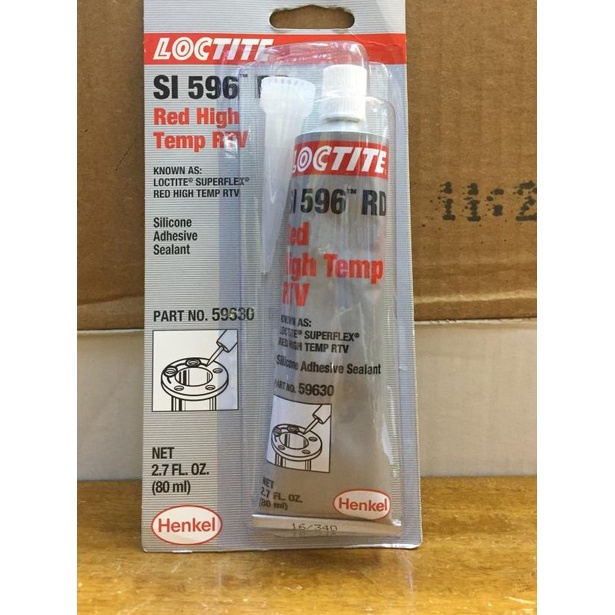 LOCTITE
SI 596™ RD
Red High
Temp RTV
KNOWN AS:
LOCTITE® SUPERFLEX®
RED HIGH TEMP RTV
Silicone
Adhesive
Sealant
PART NO. 59630
NET
2.7 FL. OZ.
(80 ml)
Henkel
LOCTITE
SI 596™ RD
Red
High Temp
RTV
KNOWN AS:
LOCTITE® SUPERFLEX®
RED HIGH TEMP RTV
Silicone Adhesive Sealant
PART NO. 59630
NET
2.7 FL. OZ.
(80 ml)
Henkel
16/340